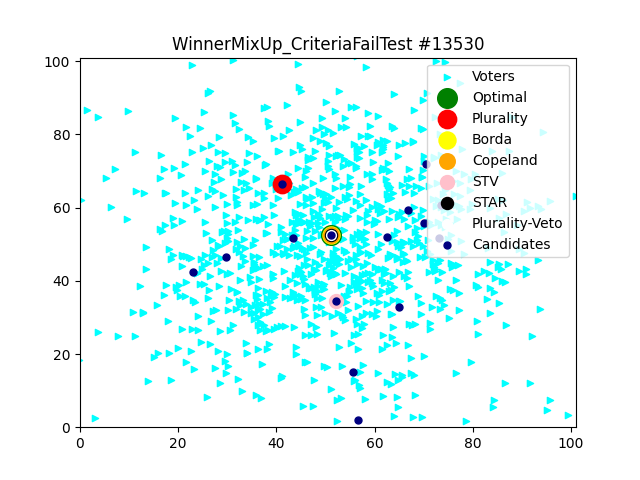 WinnerMixUp_CriteriaFailTest #13530
100
80
60
40
20
0
0
20
40
60
80
100
Voters
Optimal
Plurality
Borda
Copeland
STV
STAR
Plurality-Veto
Candidates